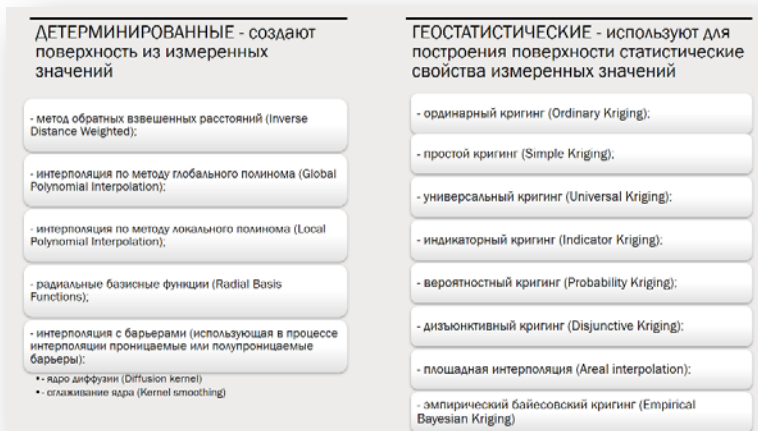 ДЕТЕРМИНИРОВАННЫЕ - создают
поверхность из измеренных
значений
- метод обратных взвешенных расстояний (Inverse
Distance Weighted);
- интерполяция по методу глобального полинома (Global
Polynomial Interpolation);
- интерполяция по методу локального полинома (Local
Polynomial Interpolation);
- радиальные базисные функции (Radial Basis
Functions);
- интерполяция с барьерами (использующая в процессе
интерполяции проницаемые или полупроницаемые
барьеры):
• - ядро диффузии (Diffusion kernel)
• - сглаживание ядра (Kernel smoothing)
ГЕОСТАТИСТИЧЕСКИЕ - используют для
построения поверхности статистические
свойства измеренных значений
- ординарный кригинг (Ordinary Kriging);
- простой кригинг (Simple Kriging);
- универсальный кригинг (Universal Kriging);
- индикаторный кригинг (Indicator Kriging);
- вероятностный кригинг (Probability Kriging);
- дизъюнктивный кригинг (Disjunctive Kriging);
- площадная интерполяция (Areal interpolation);
- эмпирический байесовский кригинг (Empirical
Bayesian Kriging)